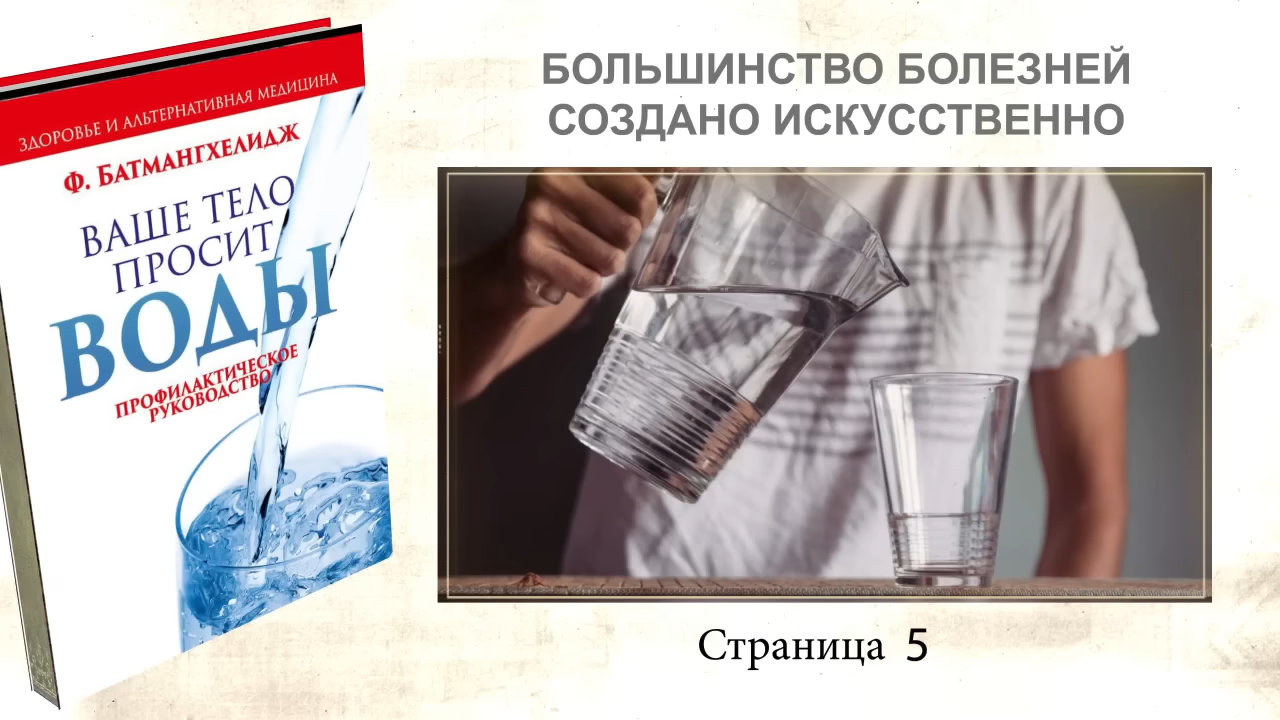 ЗДОРОВЬЕ И АЛЬТЕРНАТИВНАЯ МЕДИЦИНА
Ф. БАТМАНГХЕЛИДЖ
ВАШЕ ТЕЛО
ПРОСИТ
ВОДЫ
ПРОФИЛАКТИЧЕСКОЕ
РУКОВОДСТВО
БОЛЬШИНСТВО БОЛЕЗНЕЙ
СОЗДАНО ИСКУССТВЕННО
Страница 5